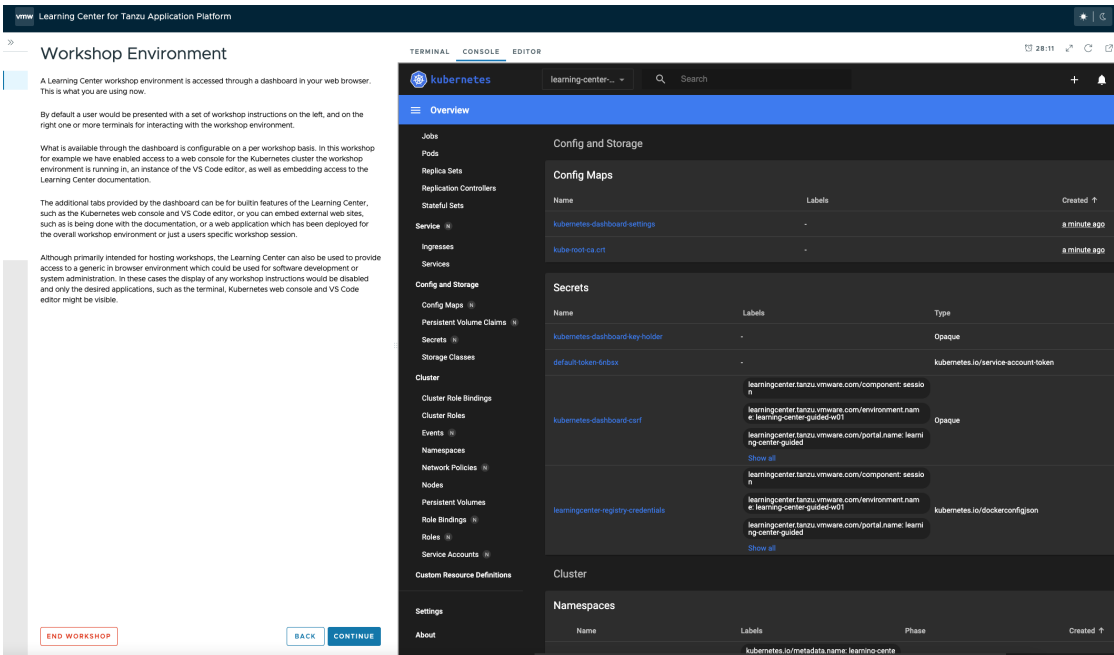 vmw Learning Center for Tanzu Application Platform
Workshop Environment
A Learning Center workshop environment is accessed through a dashboard in your web browser.
This is what you are using now.
By default a user would be presented with a set of workshop instructions on the left, and on the
right one or more terminals for interacting with the workshop environment.
What is available through the dashboard is configurable on a per workshop basis. In this workshop
for example we have enabled access to a web console for the Kubernetes cluster the workshop
environment is running in, an instance of the VS Code editor, as well as embedding access to the
Learning Center documentation.
The additional tabs provided by the dashboard can be for builtin features of the Learning Center,
such as the Kubernetes web console and VS Code editor, or you can embed external web sites,
such as is being done with the documentation, or a web application which has been deployed for
the overall workshop environment or just a users specific workshop session.
Although primarily intended for hosting workshops, the Learning Center can also be used to provide
access to a generic in browser environment which could be used for software development or
system administration. In these cases the display of any workshop instructions would be disabled
and only the desired applications, such as the terminal, Kubernetes web console and VS Code
editor might be visible.
END WORKSHOP
BACK
CONTINUE
TERMINAL CONSOLE EDITOR
28:11
kubernetes
learning-center-...
Search
Overview
Jobs
Pods
Replica Sets
Replication Controllers
Stateful Sets
Service N
Ingresses
Services
Config and Storage
Config Maps N
Persistent Volume Claims N
Secrets N
Storage Classes
Cluster
Cluster Role Bindings
Cluster Roles
Events N
Namespaces
Network Policies N
Nodes
Persistent Volumes
Role Bindings N
Roles N
Service Accounts N
Custom Resource Definitions
Settings
About
Config and Storage
Config Maps
Name Labels Created ↑
kubernetes-dashboard-settings - a minute ago
kube-root-ca.crt - a minute ago
Secrets
Name Labels Type
kubernetes-dashboard-key-holder - Opaque
default-token-6nbsx - kubernetes.io/service-account-token
learningcenter.tanzu.vmware.com/component: sessio
n
learningcenter.tanzu.vmware.com/environment.nam
e: learning-center-guided-w01
kubernetes-dashboard-csrf Opaque
learningcenter.tanzu.vmware.com/portal.name: learni
ng-center-guided
Show all
learningcenter.tanzu.vmware.com/component: sessio
n
learningcenter.tanzu.vmware.com/environment.nam
e: learning-center-guided-w01
learningcenter-registry-credentials kubernetes.io/dockerconfigjson
learningcenter.tanzu.vmware.com/portal.name: learni
ng-center-guided
Show all
Cluster
Namespaces
Name Labels Phase Created ↑
kubernetes.io/metadata.name: learning-cente